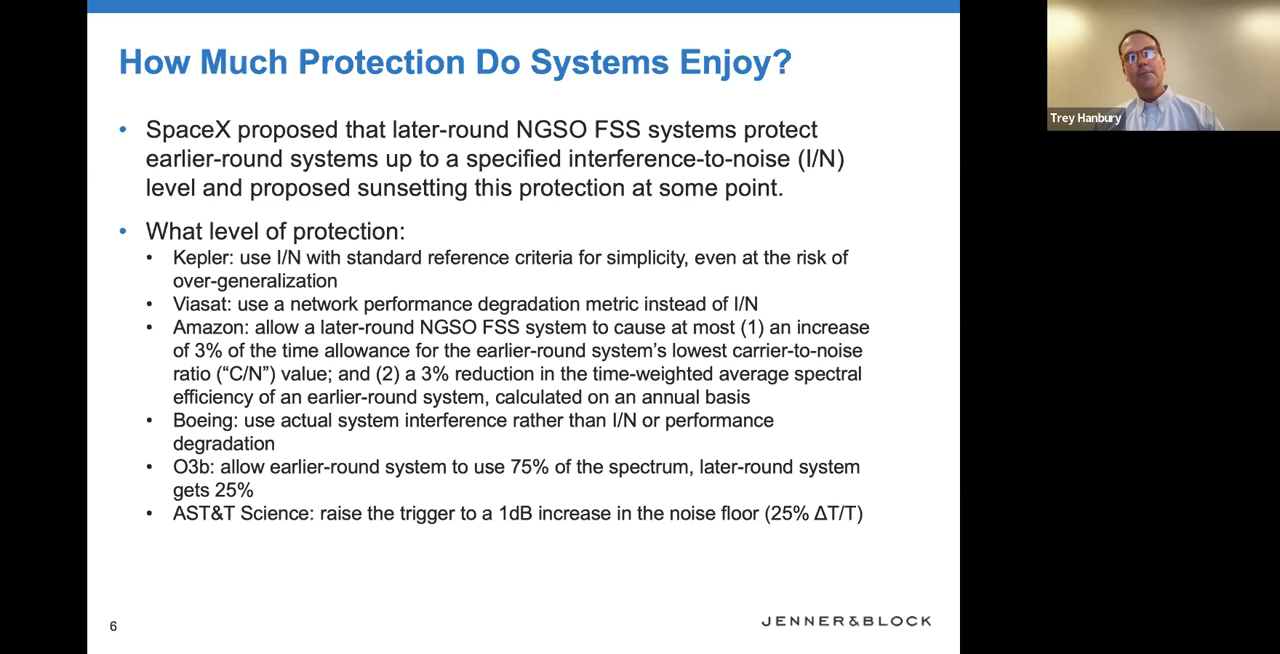 How Much Protection Do Systems Enjoy?
• SpaceX proposed that later-round NGSO FSS systems protect
earlier-round systems up to a specified interference-to-noise (I/N)
level and proposed sunsetting this protection at some point.
• What level of protection:
• Kepler: use I/N with standard reference criteria for simplicity, even at the risk of
over-generalization
• Viasat: use a network performance degradation metric instead of I/N
• Amazon: allow a later-round NGSO FSS system to cause at most (1) an increase
of 3% of the time allowance for the earlier-round system’s lowest carrier-to-noise
ratio (“C/N”) value; and (2) a 3% reduction in the time-weighted average spectral
efficiency of an earlier-round system, calculated on an annual basis
• Boeing: use actual system interference rather than I/N or performance
degradation
• O3b: allow earlier-round system to use 75% of the spectrum, later-round system
gets 25%
• AST&T Science: raise the trigger to a 1dB increase in the noise floor (25% ΔT/T)
6
JENNER&BLOCK
Trey Hanbury